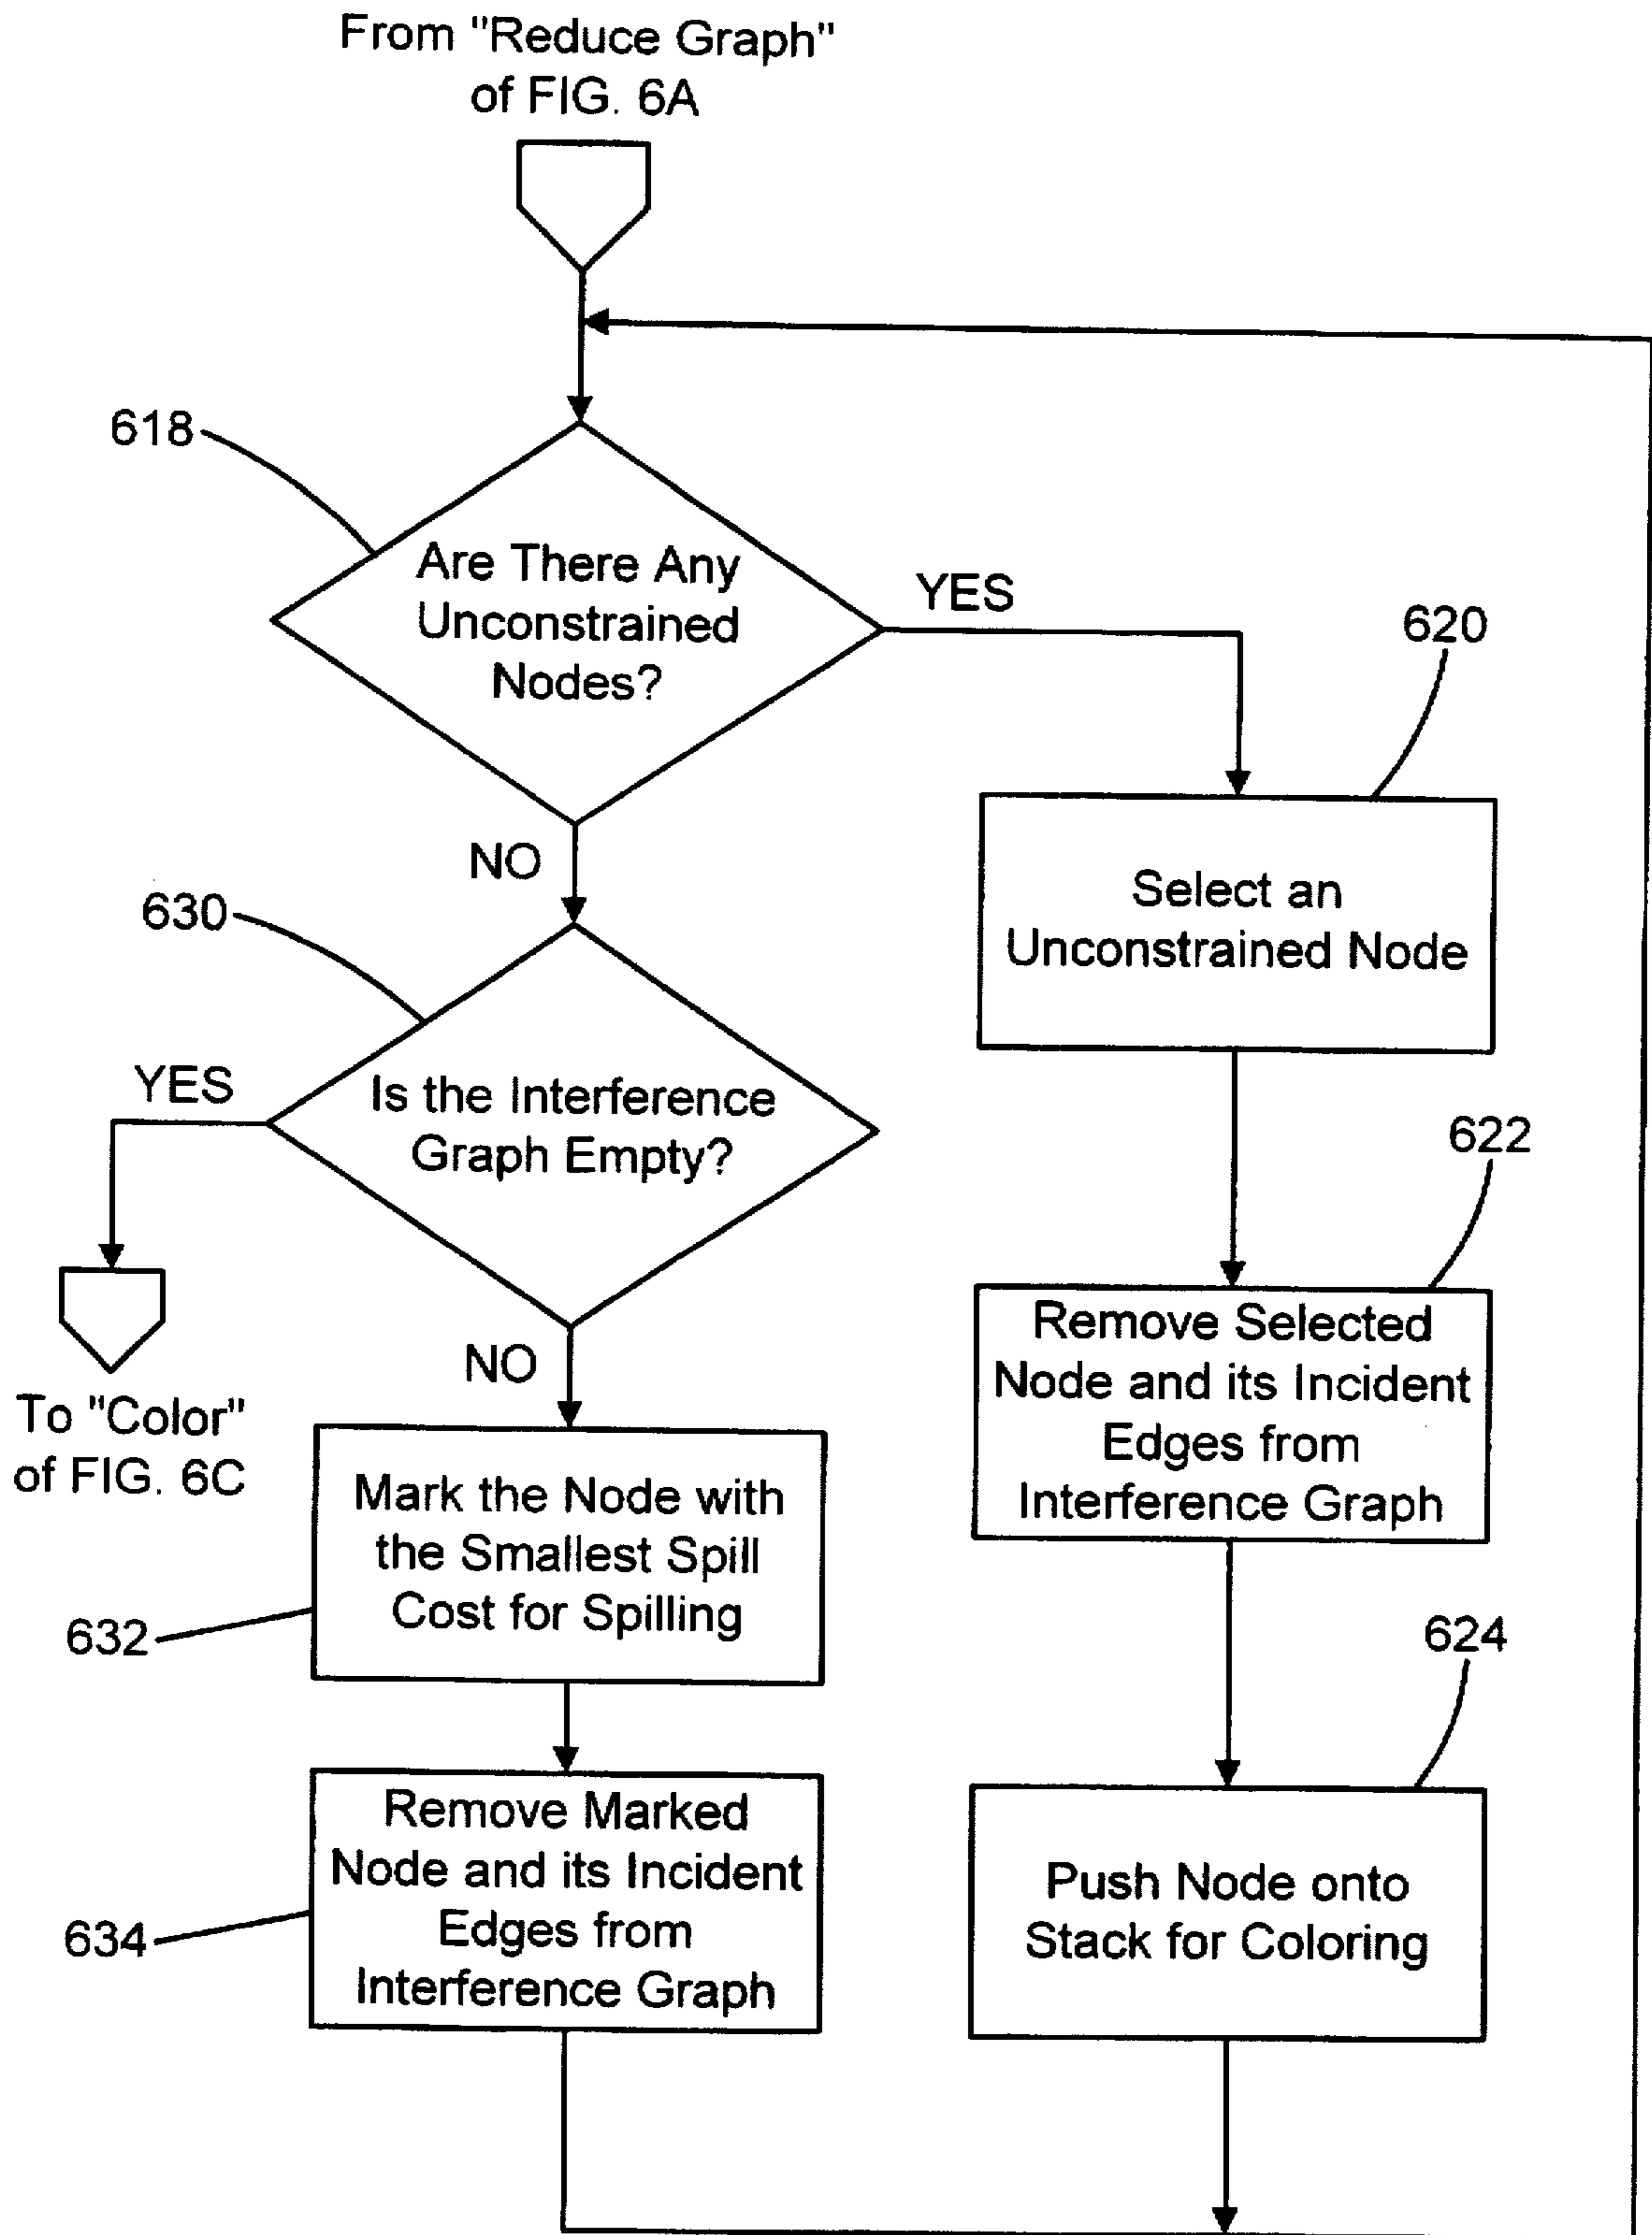 From "Reduce Graph"
of FIG. 6A
618
Are There Any
Unconstrained
Nodes?
YES
620
NO
Select an
Unconstrained Node
630
YES
Is the Interference
Graph Empty?
622
NO
Remove Selected
Node and its Incident
Edges from
Interference Graph
To "Color"
of FIG. 6C
Mark the Node with
the Smallest Spill
Cost for Spilling
632
624
Remove Marked
Node and its Incident
Edges from
Interference Graph
634
Push Node onto
Stack for Coloring